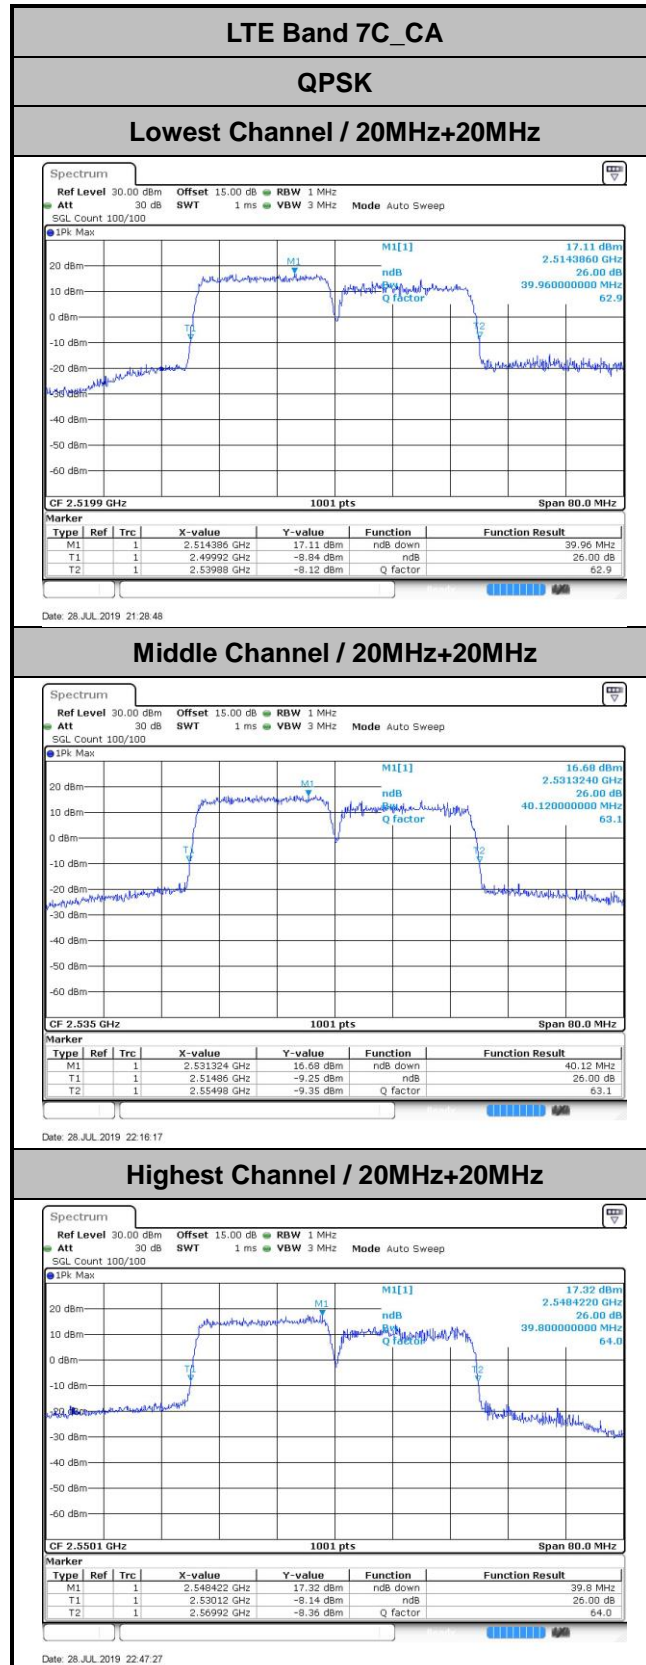 LTE Band 7C_CA
QPSK
Lowest Channel / 20MHz+20MHz
Spectrum
Ref Level 30.00 dBm Offset 15.00 dB RBW 1 MHz
Att 30 dB SWT 1 ms VBW 3 MHz Mode Auto Sweep
SGL Count 100/100
1Pk Max
M1[1] 17.11 dBm
2.5143860 GHz
20 dBm
M1
ndB 26.00 dB
Bw 39.960000000 MHz
10 dBm
Q factor 62.9
0 dBm
T1
T2
-10 dBm
-20 dBm
-30 dBm
-40 dBm
-50 dBm
-60 dBm
CF 2.5199 GHz 1001 pts Span 80.0 MHz
Marker
Type Ref Trc X-value Y-value Function Function Result
M1 1 2.514386 GHz 17.11 dBm ndB down 39.96 MHz
T1 1 2.49992 GHz -8.84 dBm ndB 26.00 dB
T2 1 2.53988 GHz -8.12 dBm Q factor 62.9
Date: 28.JUL.2019 21:28:48
Middle Channel / 20MHz+20MHz
Spectrum
Ref Level 30.00 dBm Offset 15.00 dB RBW 1 MHz
Att 30 dB SWT 1 ms VBW 3 MHz Mode Auto Sweep
SGL Count 100/100
1Pk Max
M1[1] 16.68 dBm
2.5313240 GHz
20 dBm
M1
ndB 26.00 dB
Bw 40.120000000 MHz
10 dBm
Q factor 63.1
0 dBm
T1
T2
-10 dBm
-20 dBm
-30 dBm
-40 dBm
-50 dBm
-60 dBm
CF 2.535 GHz 1001 pts Span 80.0 MHz
Marker
Type Ref Trc X-value Y-value Function Function Result
M1 1 2.531324 GHz 16.68 dBm ndB down 40.12 MHz
T1 1 2.51486 GHz -9.25 dBm ndB 26.00 dB
T2 1 2.55498 GHz -9.35 dBm Q factor 63.1
Date: 28.JUL.2019 22:16:17
Highest Channel / 20MHz+20MHz
Spectrum
Ref Level 30.00 dBm Offset 15.00 dB RBW 1 MHz
Att 30 dB SWT 1 ms VBW 3 MHz Mode Auto Sweep
SGL Count 100/100
1Pk Max
M1[1] 17.32 dBm
2.5484220 GHz
20 dBm
M1
ndB 26.00 dB
Bw 39.800000000 MHz
10 dBm
Q factor 64.0
0 dBm
T1
T2
-10 dBm
-20 dBm
-30 dBm
-40 dBm
-50 dBm
-60 dBm
CF 2.5501 GHz 1001 pts Span 80.0 MHz
Marker
Type Ref Trc X-value Y-value Function Function Result
M1 1 2.548422 GHz 17.32 dBm ndB down 39.8 MHz
T1 1 2.53012 GHz -8.14 dBm ndB 26.00 dB
T2 1 2.56992 GHz -8.36 dBm Q factor 64.0
Date: 28.JUL.2019 22:47:27